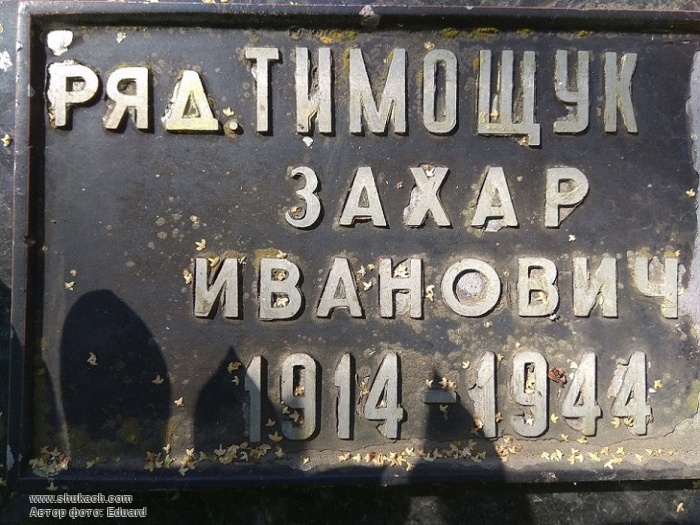 РЯД. ТИМОЩУК
ЗАХАР
ИВАНОВИЧ
1914-1944
www.shukach.com
Автор фото: Eduard